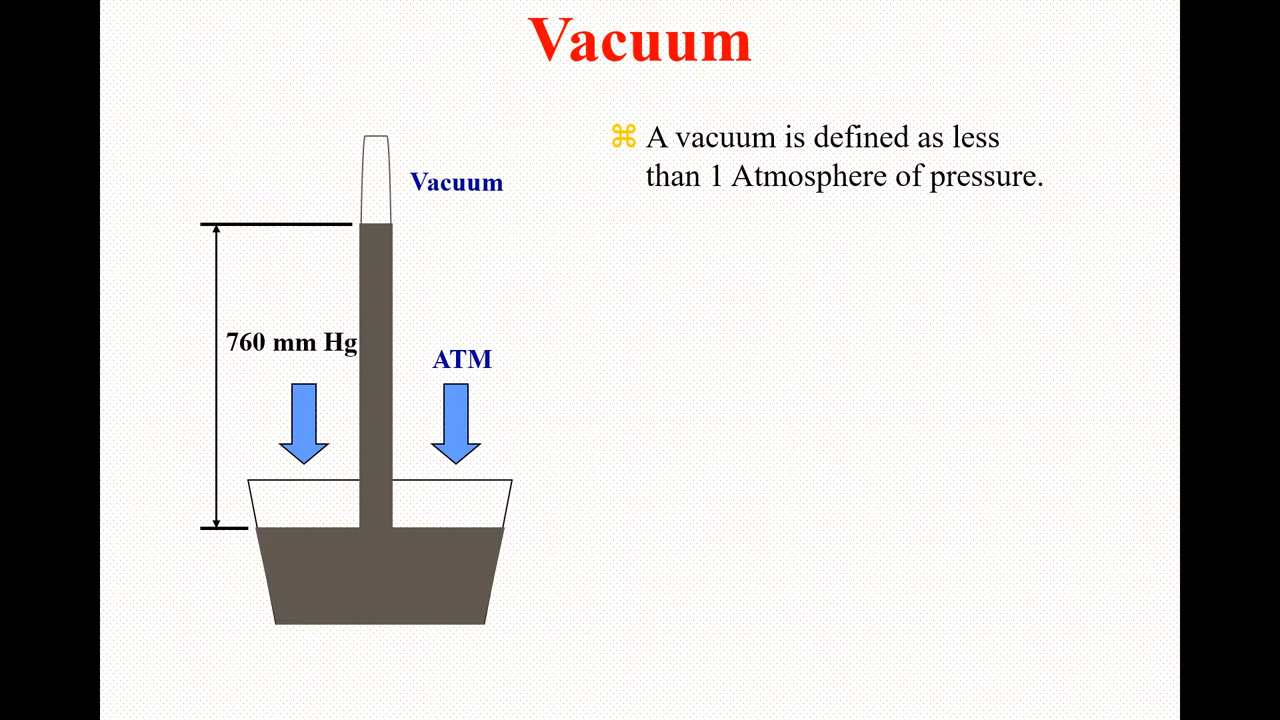 Vacuum
⌘ A vacuum is defined as less
than 1 Atmosphere of pressure.
Vacuum
760 mm Hg
ATM